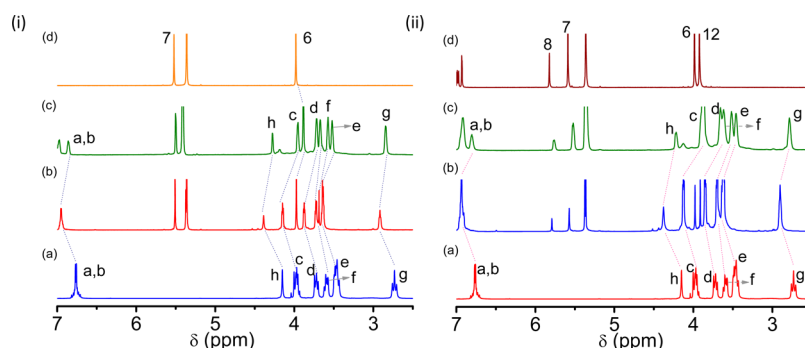 (i)
(d)
7
6
(c)
a,b
h
c
d
f
e
g
(b)
(a)
a,b
h
c
d
e
f
g
7
6
5
4
3
δ (ppm)
(ii)
(d)
8
7
6
12
(c)
a,b
h
c
d
e
f
g
(b)
(a)
a,b
h
c
d
e
f
g
7
6
5
4
3
δ (ppm)